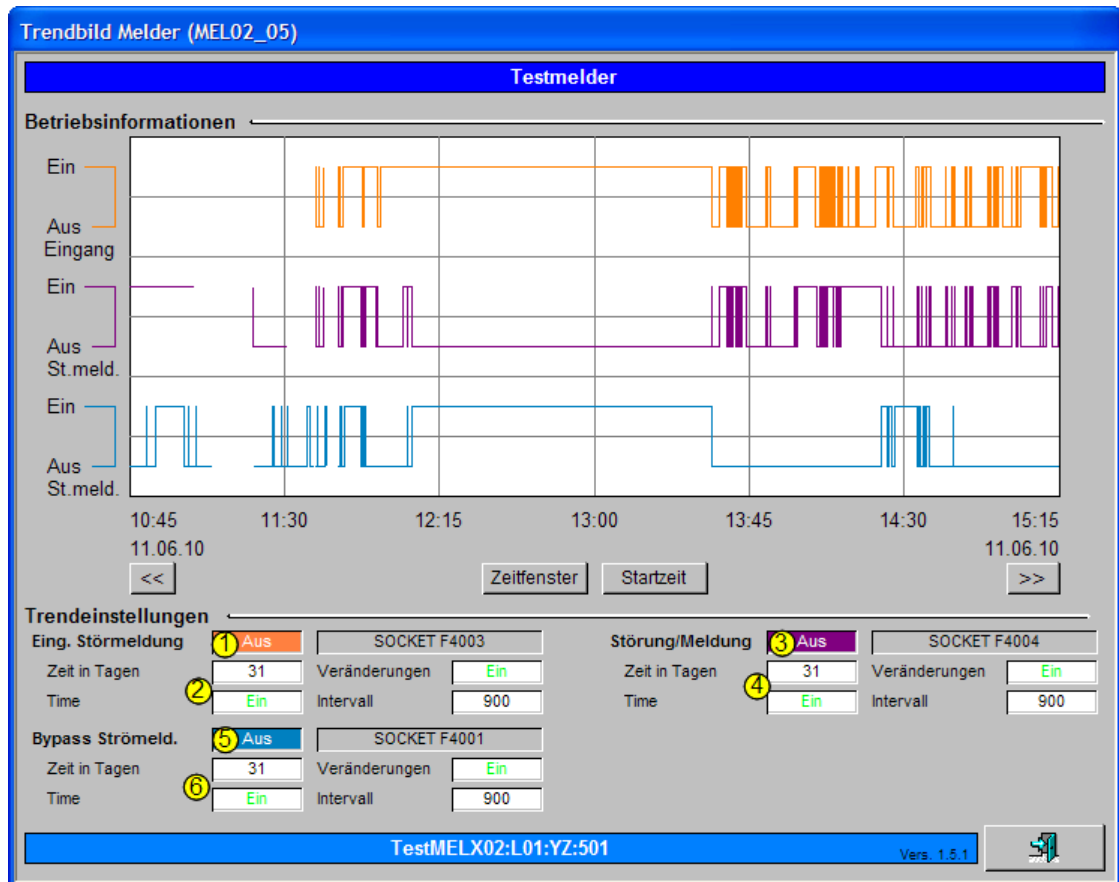 Trendbild Melder (MEL02_05)
Testmelder
Betriebsinformationen
Ein
Aus
Eingang
Ein
Aus
St.meld.
Ein
Aus
St.meld.
10:45 11:30 12:15 13:00 13:45 14:30 15:15
11.06.10 11.06.10
<< Zeitfenster Startzeit >>
Trendeinstellungen
Eing. Störmeldung 1 Aus SOCKET F4003 Störung/Meldung 3 Aus SOCKET F4004
Zeit in Tagen 31 Veränderungen Ein Zeit in Tagen 31 Veränderungen Ein
2 4
Time Ein Intervall 900 Time Ein Intervall 900
Bypass Strömeld. 5 Aus SOCKET F4001
Zeit in Tagen 31 Veränderungen Ein
6
Time Ein Intervall 900
TestMELX02:L01:YZ:501 Vers. 1.5.1